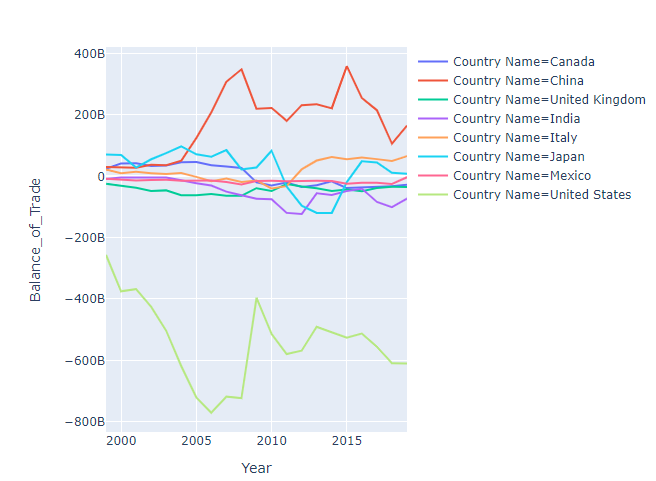 400B
200B
0
−200B
−400B
−600B
−800B
2000
2005
2010
2015
Year
Balance_of_Trade
Country Name=Canada
Country Name=China
Country Name=United Kingdom
Country Name=India
Country Name=Italy
Country Name=Japan
Country Name=Mexico
Country Name=United States